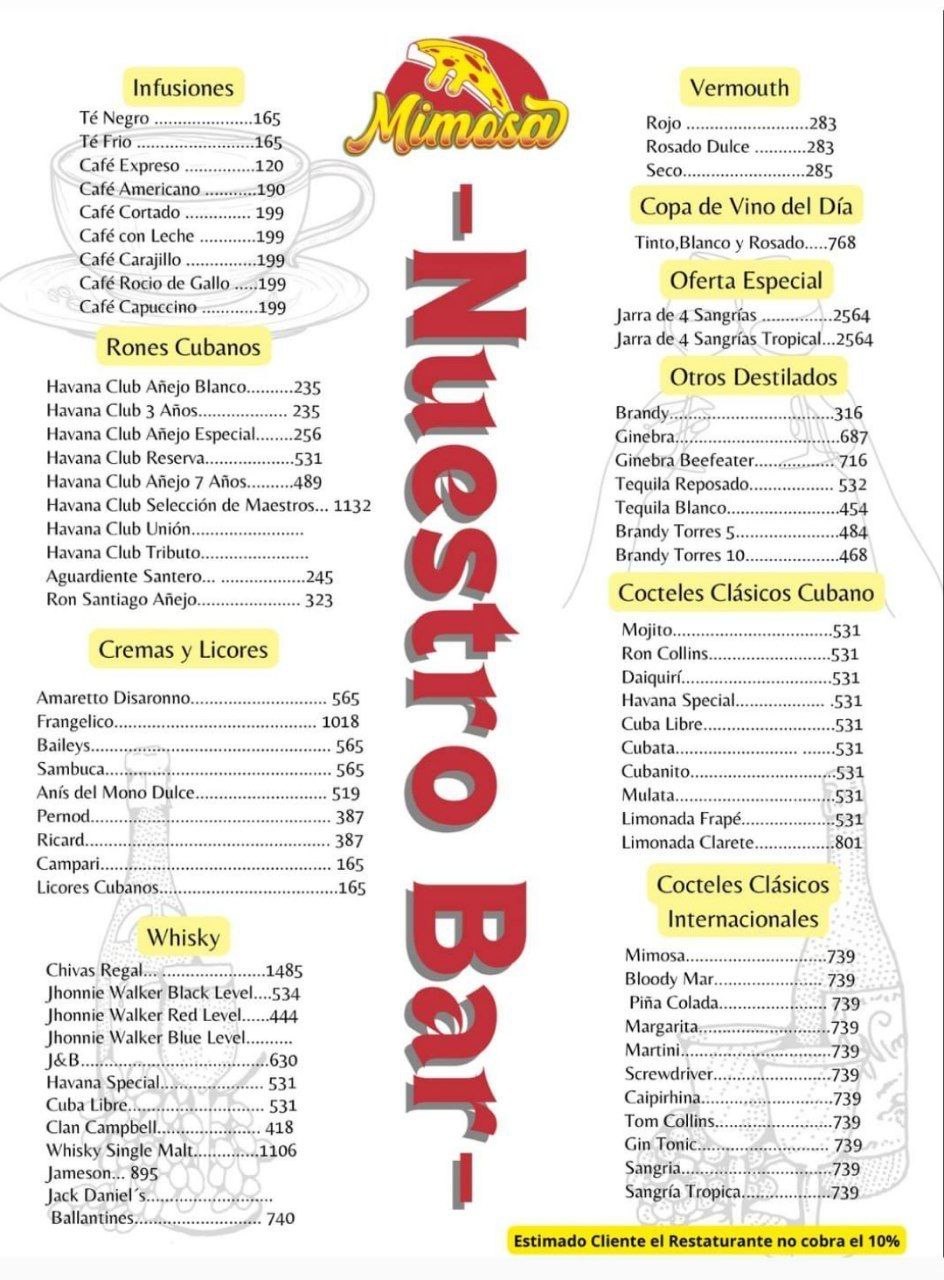 Mimosa
– Nuestro Bar –
Infusiones
Té Negro .....................165
Té Frio .........................165
Café Expreso ...............120
Café Americano ...........190
Café Cortado .............. 199
Café con Leche ............199
Café Carajillo ...............199
Café Rocio de Gallo .....199
Café Capuccino ............199
Rones Cubanos
Havana Club Añejo Blanco..........235
Havana Club 3 Años................... 235
Havana Club Añejo Especial........256
Havana Club Reserva...................531
Havana Club Añejo 7 Años..........489
Havana Club Selección de Maestros... 1132
Havana Club Unión........................
Havana Club Tributo.......................
Aguardiente Santero... ..................245
Ron Santiago Añejo...................... 323
Cremas y Licores
Amaretto Disaronno............................. 565
Frangelico........................................... 1018
Baileys................................................... 565
Sambuca................................................ 565
Anís del Mono Dulce............................ 519
Pernod................................................... 387
Ricard.................................................... 387
Campari................................................. 165
Licores Cubanos......................................165
Whisky
Chivas Regal... ......................1485
Jhonnie Walker Black Level....534
Jhonnie Walker Red Level......444
Jhonnie Walker Blue Level..........
J&B........................................630
Havana Special...................... 531
Cuba Libre............................. 531
Clan Campbell....................... 418
Whisky Single Malt..............1106
Jameson... 895
Jack Daniel´s...........................
Ballantines........................... 740
Vermouth
Rojo ..........................283
Rosado Dulce ...........283
Seco..........................285
Copa de Vino del Día
Tinto,Blanco y Rosado.....768
Oferta Especial
Jarra de 4 Sangrías ...............2564
Jarra de 4 Sangrías Tropical...2564
Otros Destilados
Brandy.............................................316
Ginebra...................................687
Ginebra Beefeater................. 716
Tequila Reposado.................. 532
Tequila Blanco........................454
Brandy Torres 5......................484
Brandy Torres 10....................468
Cocteles Clásicos Cubano
Mojito..................................531
Ron Collins..........................531
Daiquirí................................531
Havana Special................... .531
Cuba Libre...........................531
Cubata.......................... .......531
Cubanito..............................531
Mulata.................................531
Limonada Frapé...................531
Limonada Clarete.................801
Cocteles Clásicos
Internacionales
Mimosa..............................739
Bloody Mar....................... 739
Piña Colada....................... 739
Margarita............................739
Martini................................739
Screwdriver.........................739
Caipirhina...........................739
Tom Collins.........................739
Gin Tonic............................739
Sangria................................739
Sangría Tropica...................739
Estimado Cliente el Restaturante no cobra el 10%